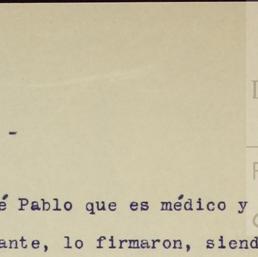 -
é Pablo que es médico y
ante, lo firmaron, siend